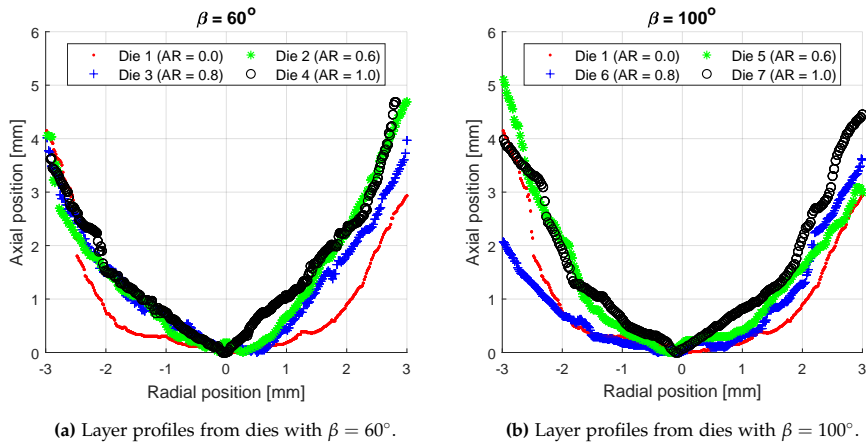 β = 60°
Die 1 (AR = 0.0) Die 2 (AR = 0.6)
Die 3 (AR = 0.8) Die 4 (AR = 1.0)
Axial position [mm]
6
5
4
3
2
1
0
-3 -2 -1 0 1 2 3
Radial position [mm]
(a) Layer profiles from dies with β = 60°.
β = 100°
Die 1 (AR = 0.0) Die 5 (AR = 0.6)
Die 6 (AR = 0.8) Die 7 (AR = 1.0)
Axial position [mm]
6
5
4
3
2
1
0
-3 -2 -1 0 1 2 3
Radial position [mm]
(b) Layer profiles from dies with β = 100°.